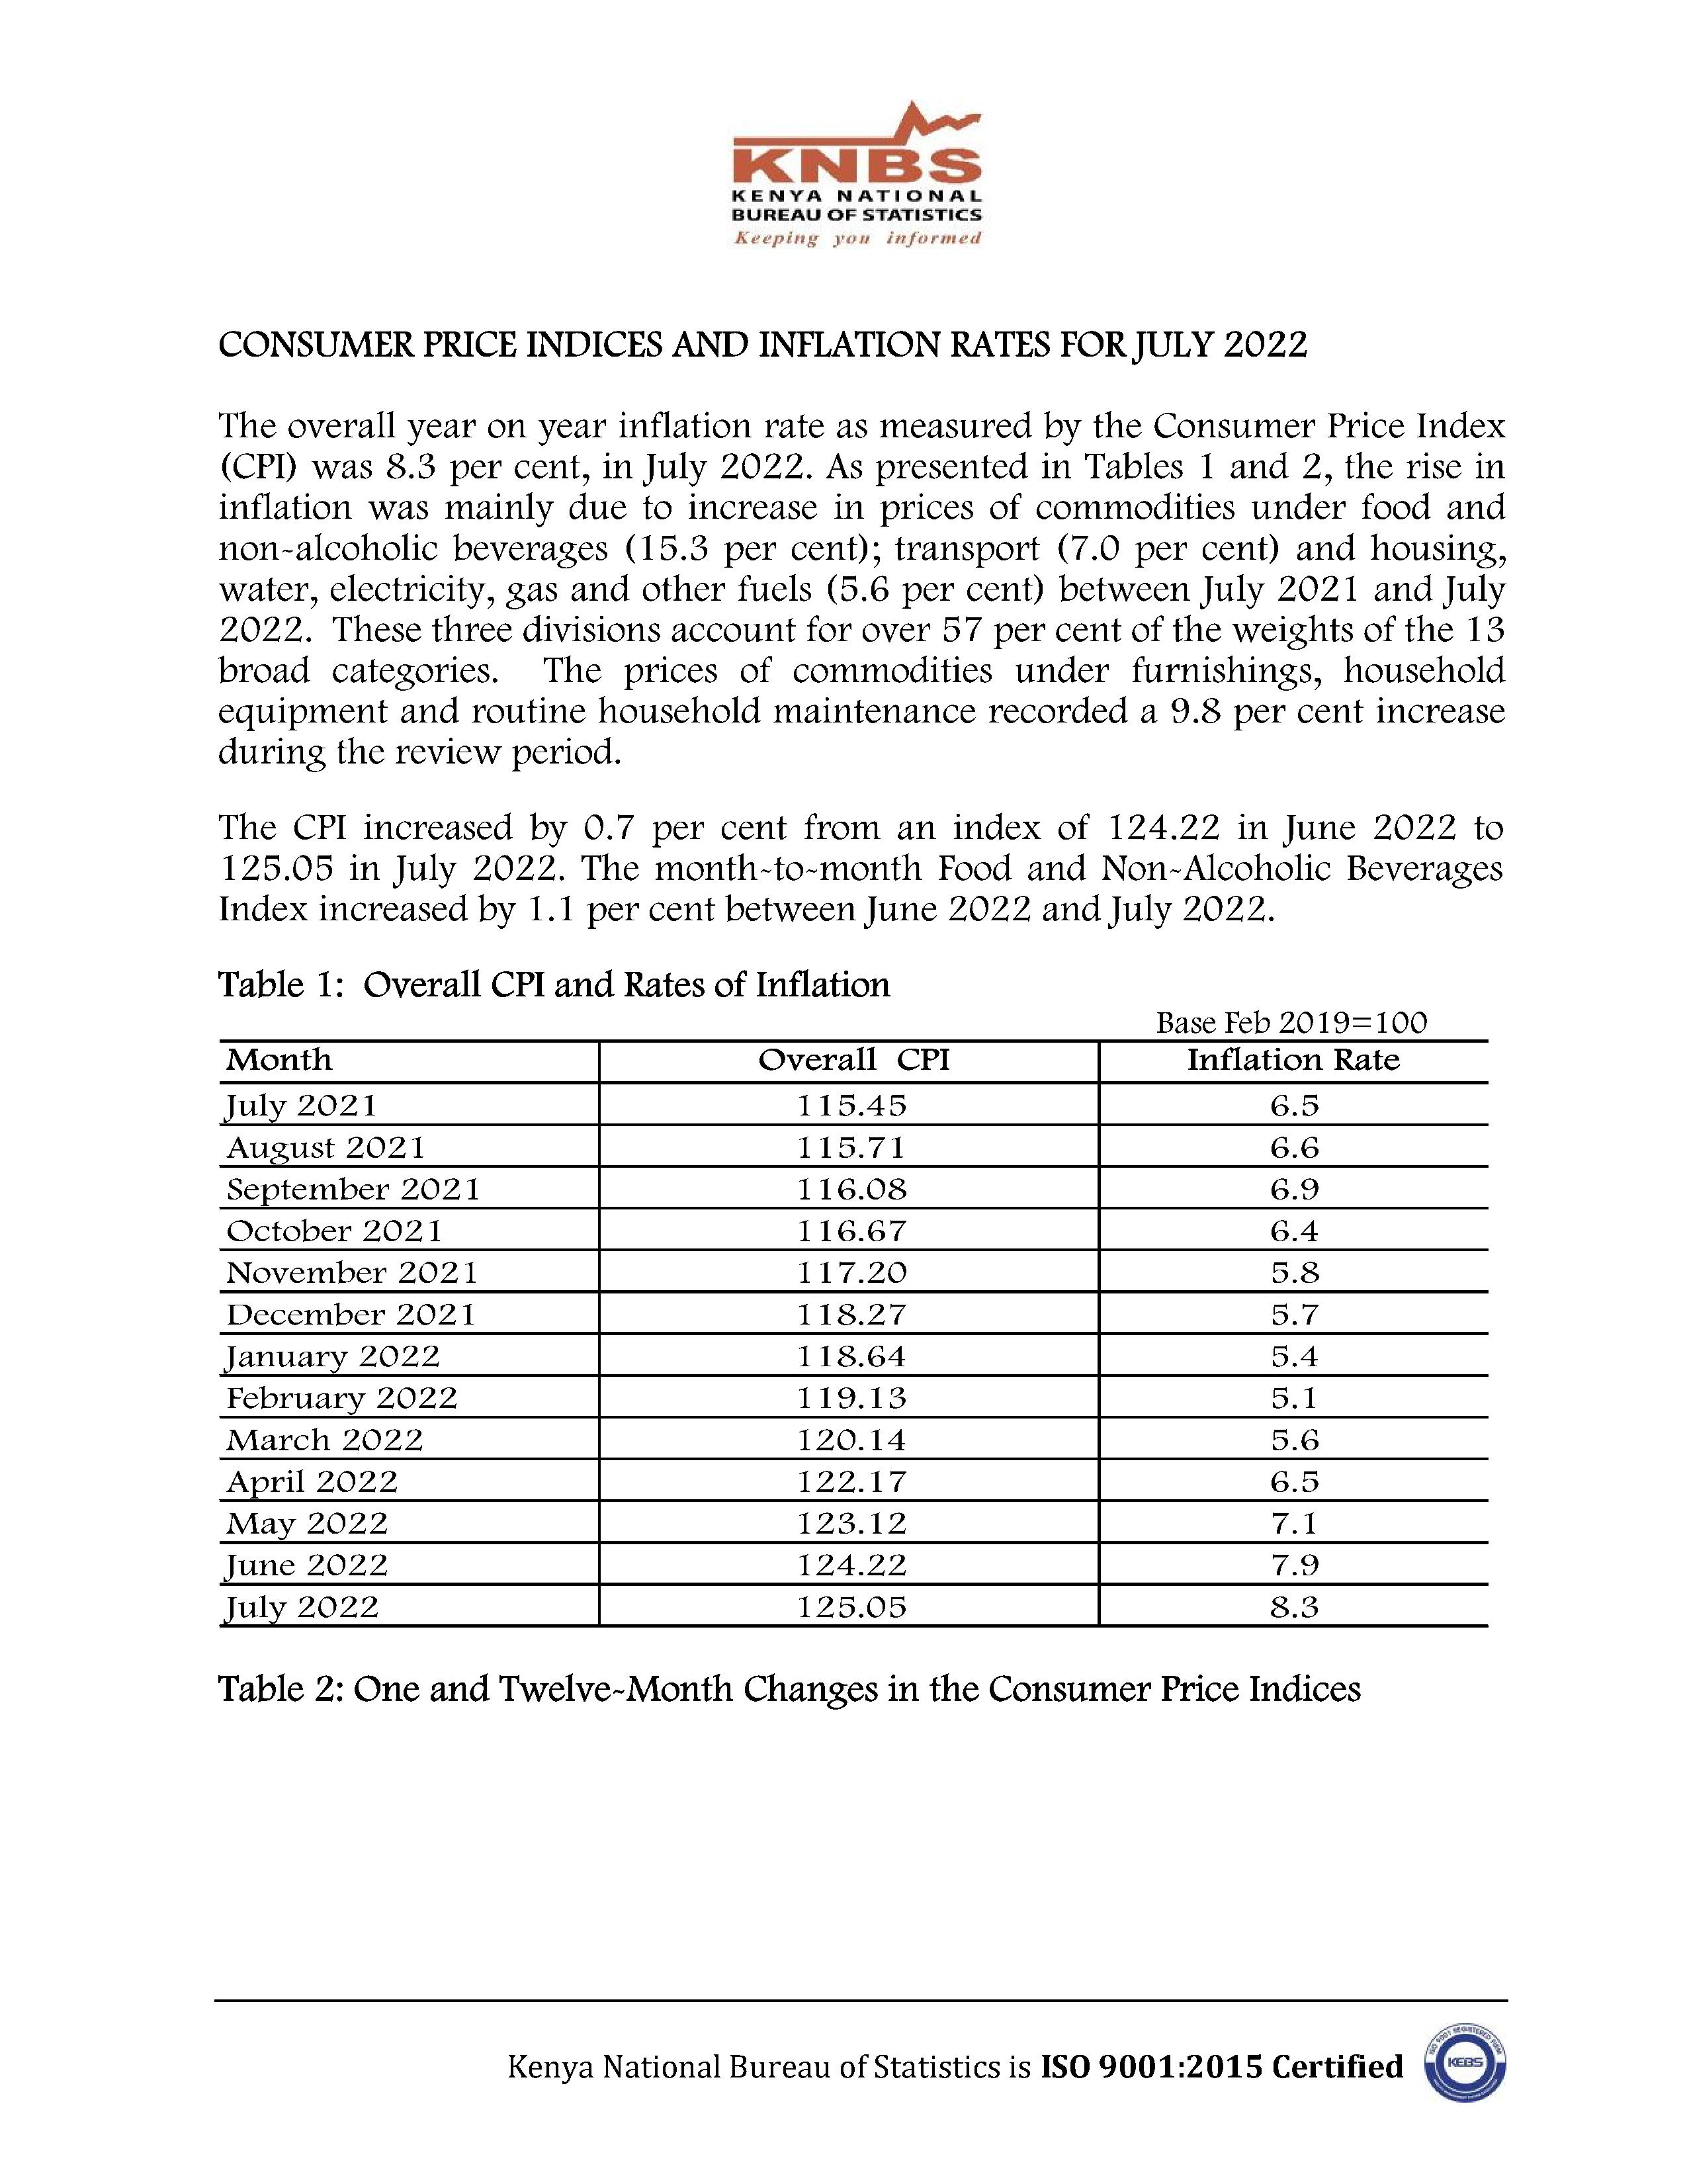 KNBS
KENYA NATIONAL
BUREAU OF STATISTICS
Keeping you informed
CONSUMER PRICE INDICES AND INFLATION RATES FOR JULY 2022
The overall year on year inflation rate as measured by the Consumer Price Index
(CPI) was 8.3 per cent, in July 2022. As presented in Tables 1 and 2, the rise in
inflation was mainly due to increase in prices of commodities under food and
non-alcoholic beverages (15.3 per cent); transport (7.0 per cent) and housing,
water, electricity, gas and other fuels (5.6 per cent) between July 2021 and July
2022. These three divisions account for over 57 per cent of the weights of the 13
broad categories. The prices of commodities under furnishings, household
equipment and routine household maintenance recorded a 9.8 per cent increase
during the review period.
The CPI increased by 0.7 per cent from an index of 124.22 in June 2022 to
125.05 in July 2022. The month-to-month Food and Non-Alcoholic Beverages
Index increased by 1.1 per cent between June 2022 and July 2022.
Table 1: Overall CPI and Rates of Inflation
Base Feb 2019=100
Month Overall CPI Inflation Rate
July 2021 115.45 6.5
August 2021 115.71 6.6
September 2021 116.08 6.9
October 2021 116.67 6.4
November 2021 117.20 5.8
December 2021 118.27 5.7
January 2022 118.64 5.4
February 2022 119.13 5.1
March 2022 120.14 5.6
April 2022 122.17 6.5
May 2022 123.12 7.1
June 2022 124.22 7.9
July 2022 125.05 8.3
Table 2: One and Twelve-Month Changes in the Consumer Price Indices
Kenya National Bureau of Statistics is ISO 9001:2015 Certified
ISO 9001 REGISTERED FIRM
KEBS